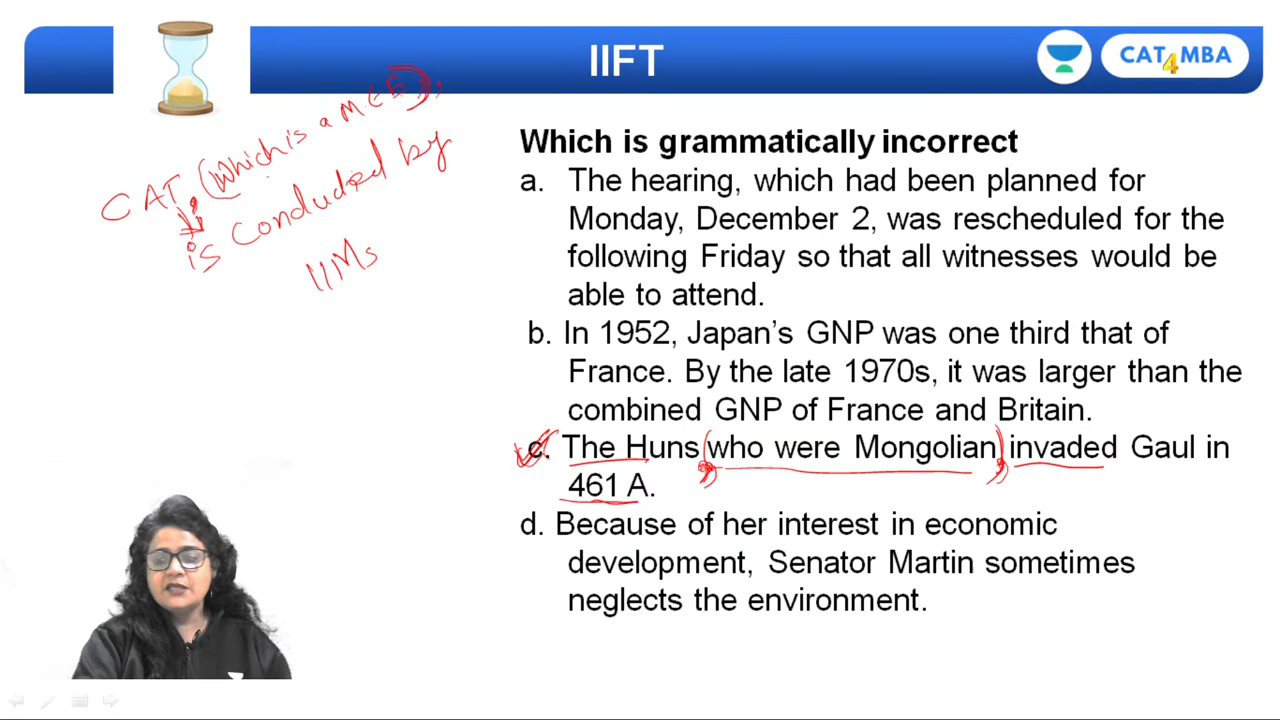 IIFT
CAT4MBA
CAT (Which is a M.E.E),
is conducted by
IIMs
Which is grammatically incorrect
a. The hearing, which had been planned for
Monday, December 2, was rescheduled for the
following Friday so that all witnesses would be
able to attend.
b. In 1952, Japan's GNP was one third that of
France. By the late 1970s, it was larger than the
combined GNP of France and Britain.
c. The Huns (who were Mongolian) invaded Gaul in
461 A.
d. Because of her interest in economic
development, Senator Martin sometimes
neglects the environment.